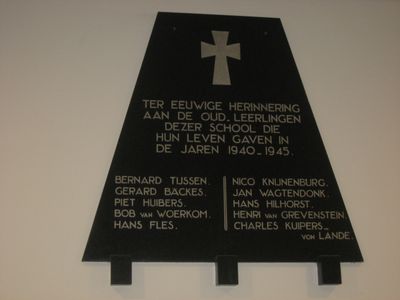 TER EEUWIGE HERINNERING
AAN DE OUD_LEERLINGEN
DEZER SCHOOL DIE
HUN LEVEN GAVEN IN
DE JAREN 1940_1945.
BERNARD TIJSSEN.
GERARD BACKES.
PIET HUIBERS.
BOB VAN WOERKOM.
HANS FLES.
NICO KNIJNENBURG.
JAN WAGTENDONK.
HANS HILHORST.
HENRI VAN GREVENSTEIN.
CHARLES KUIPERS_
VON LANDE.